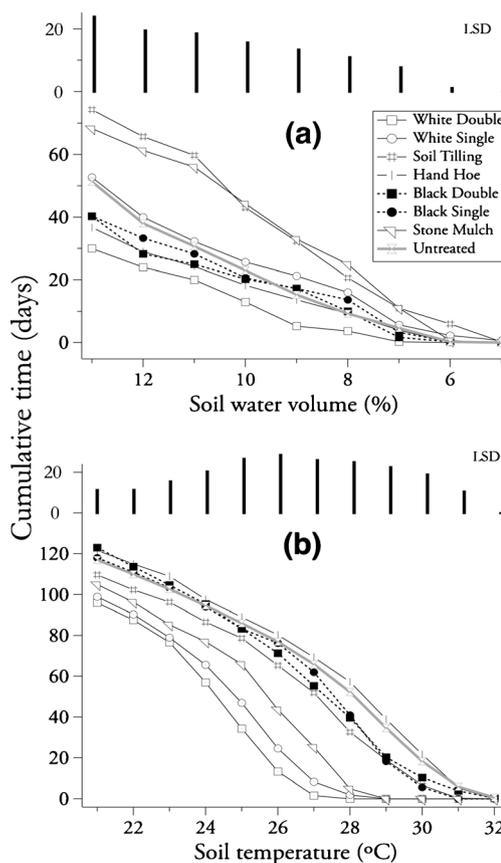 20
LSD
0
(a)
White Double
White Single
Soil Tilling
Hand Hoe
Black Double
Black Single
Stone Mulch
Untreated
60
40
20
0
12 10 8 6
Soil water volume (%)
Cumulative time (days)
LSD
20
0
(b)
120
100
80
60
40
20
0
22 24 26 28 30 32
Soil temperature (ºC)